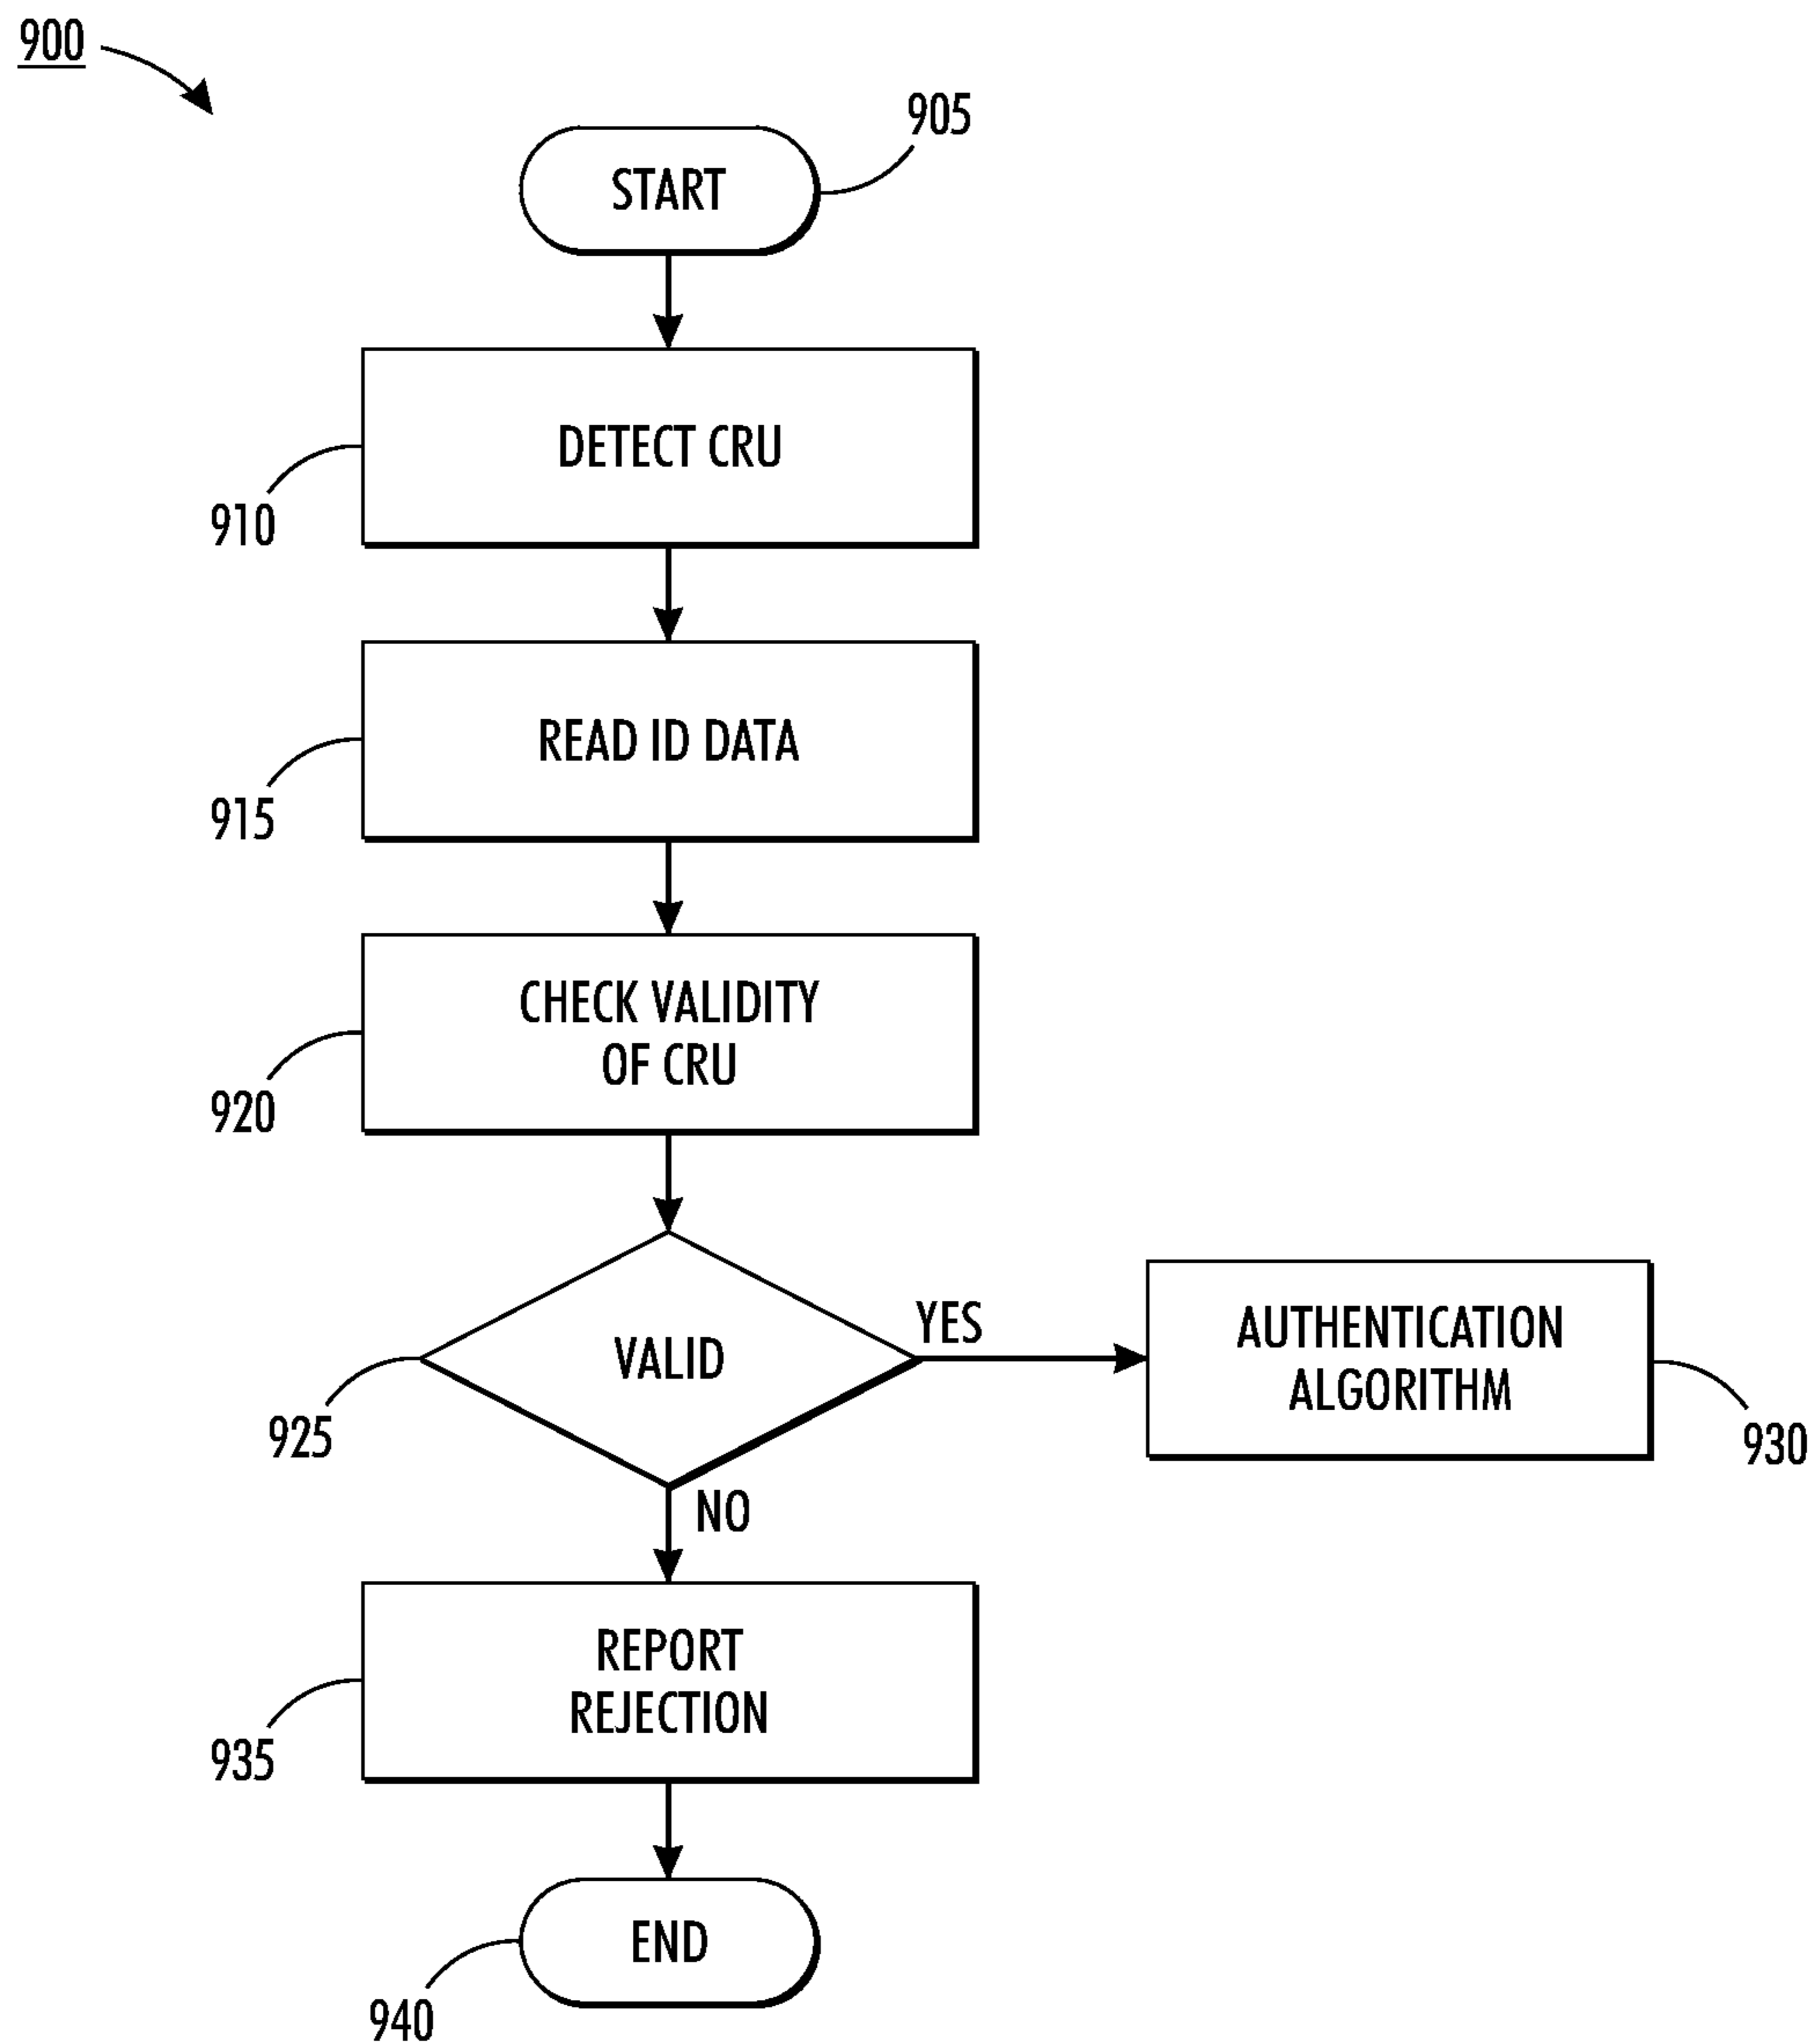 900
905
START
DETECT CRU
910
READ ID DATA
915
CHECK VALIDITY
OF CRU
920
VALID
YES
925
AUTHENTICATION
ALGORITHM
930
NO
REPORT
REJECTION
935
END
940